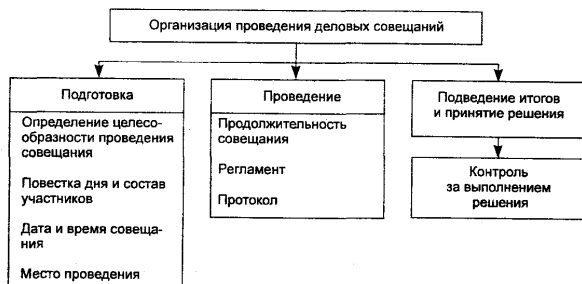 Организация проведения деловых совещаний
Подготовка
Определение целесо-
образности проведения
совещания
Повестка дня и состав
участников
Дата и время совеща-
ния
Место проведения
Проведение
Продолжительность
совещания
Регламент
Протокол
Подведение итогов
и принятие решения
Контроль
за выполнением
решения